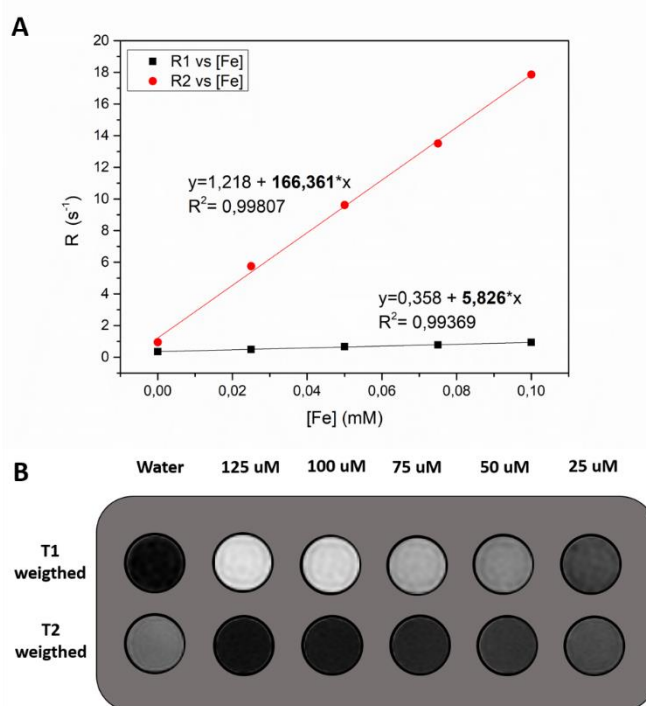 A
R1 vs [Fe]
R2 vs [Fe]
20
18
16
14
12
10
8
6
4
2
0
R (s⁻¹)
y=1,218 + 166,361*x
R²= 0,99807
y=0,358 + 5,826*x
R²= 0,99369
0,00 0,02 0,04 0,06 0,08 0,10
[Fe] (mM)
B
Water 125 uM 100 uM 75 uM 50 uM 25 uM
T1
weigthed
T2
weigthed